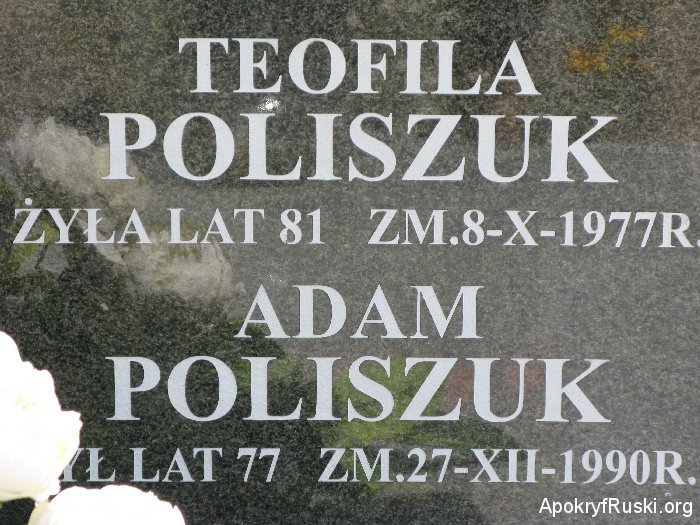 TEOFILA
POLISZUK
ŻYŁA LAT 81 ZM.8-X-1977R.
ADAM
POLISZUK
ŻYŁ LAT 77 ZM.27-XII-1990R.
ApokryfRuski.org